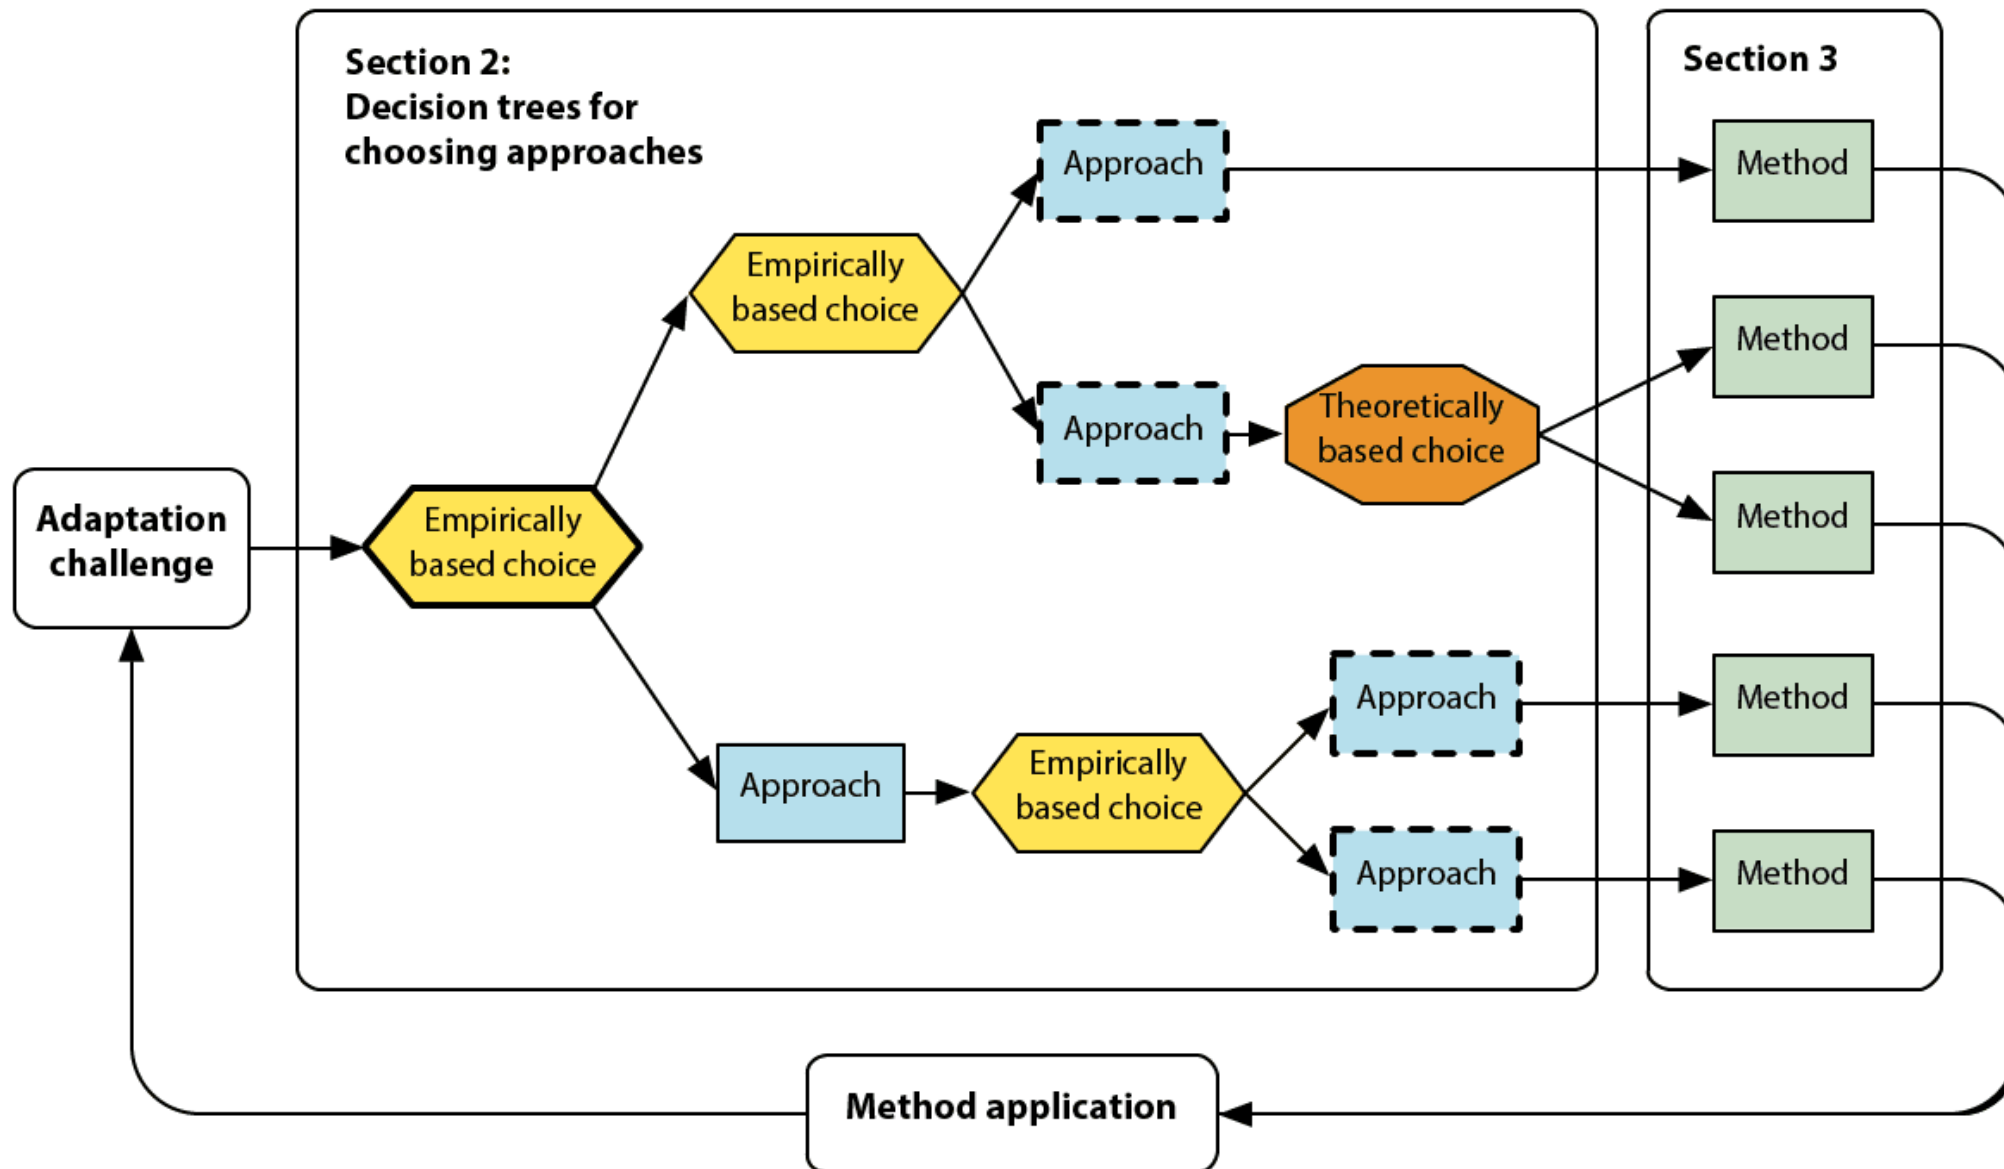 Section 2:
Decision trees for
choosing approaches
Section 3
Approach
Method
Empirically
based choice
Method
Approach
Theoretically
based choice
Adaptation
challenge
Empirically
based choice
Method
Approach
Method
Approach
Empirically
based choice
Approach
Method
Method application